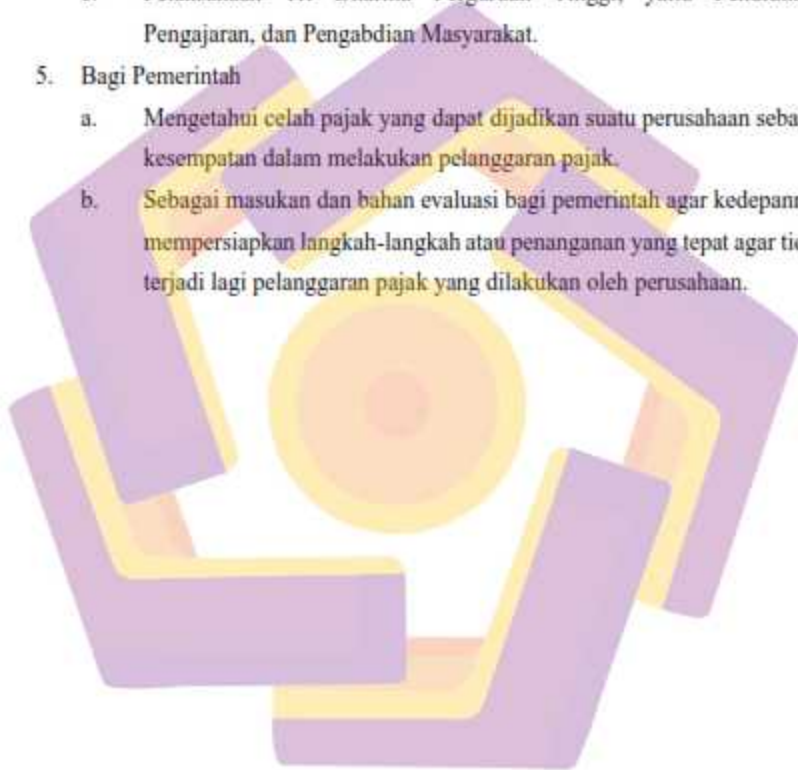 Pengajaran, dan Pengabdian Masyarakat.
5. Bagi Pemerintah
a. Mengetahui celah pajak yang dapat dijadikan suatu perusahaan seba
kesempatan dalam melakukan pelanggaran pajak.
b. Sebagai masukan dan bahan evaluasi bagi pemerintah agar kedepann
mempersiapkan langkah-langkah atau penanganan yang tepat agar tid
terjadi lagi pelanggaran pajak yang dilakukan oleh perusahaan.